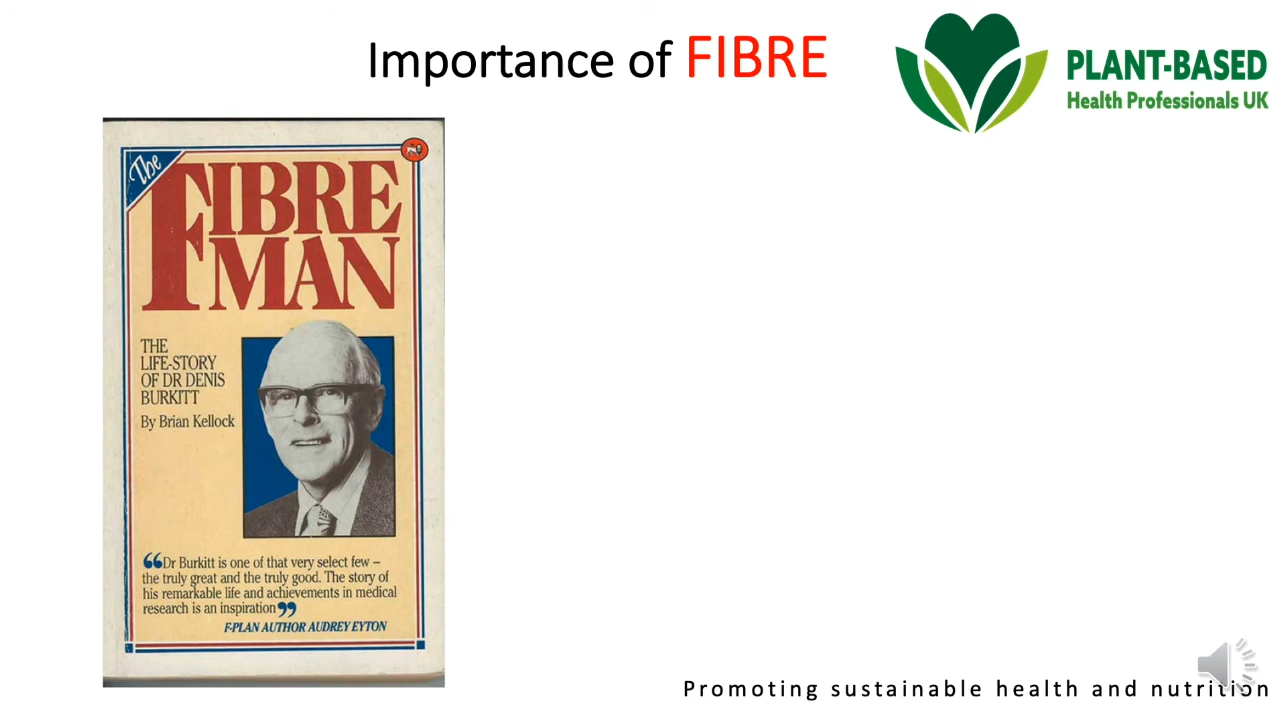 Importance of FIBRE
PLANT-BASED
Health Professionals UK
The
FIBRE
MAN
THE
LIFE-STORY
OF DR DENIS
BURKITT
By Brian Kellock
“Dr Burkitt is one of that very select few –
the truly great and the truly good. The story of
his remarkable life and achievements in medical
research is an inspiration”
F-PLAN AUTHOR AUDREY EYTON
Promoting sustainable health and nutrition